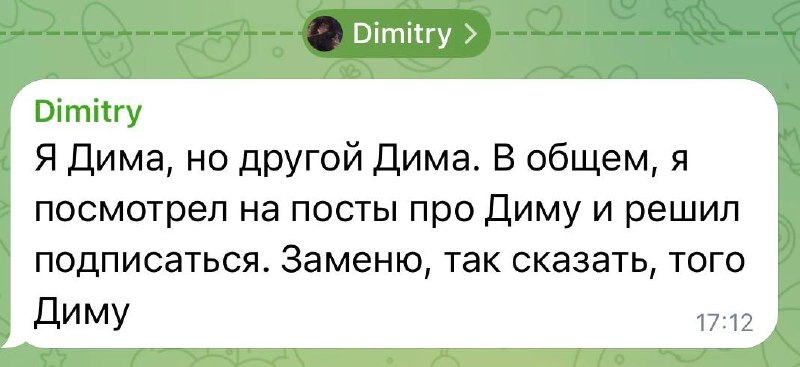 Dimitry
Dimitry
Я Дима, но другой Дима. В общем, я
посмотрел на посты про Диму и решил
подписаться. Заменю, так сказать, того
Диму
17:12